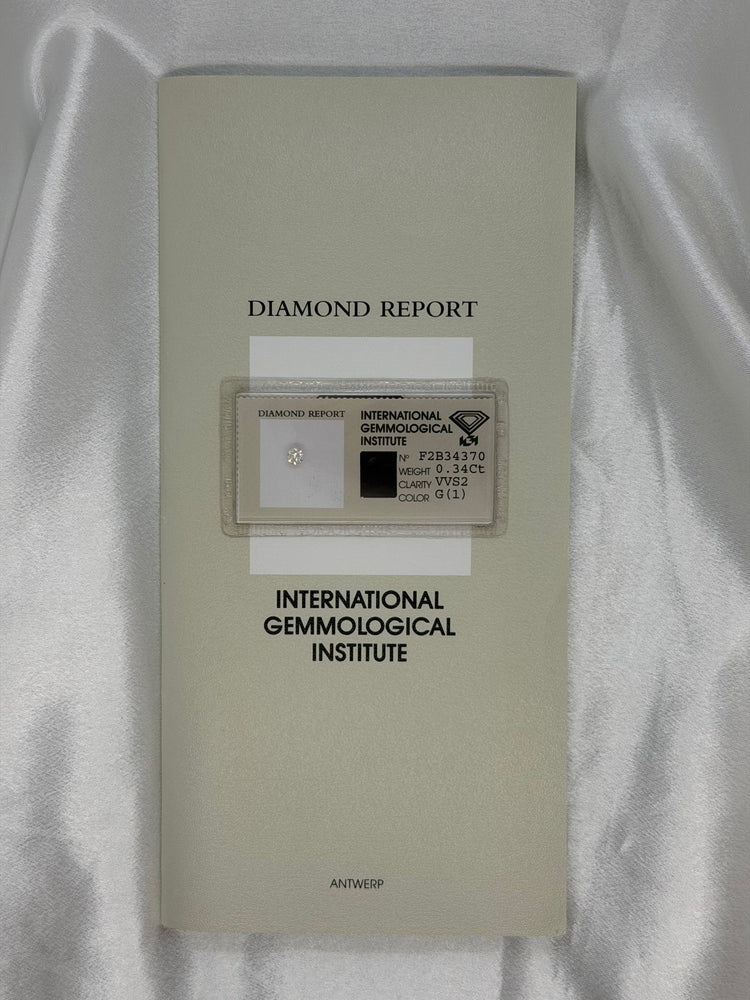 DIAMOND REPORT
DIAMOND REPORT
INTERNATIONAL
GEMMOLOGICAL
INSTITUTE
Nº F2B34370
WEIGHT 0.34Ct
CLARITY VVS2
COLOR G(1)
INTERNATIONAL
GEMMOLOGICAL
INSTITUTE
ANTWERP